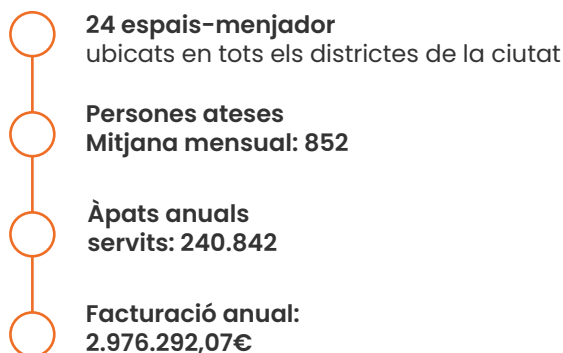 24 espais-menjador
ubicats en tots els districtes de la ciutat
Persones ateses
Mitjana mensual: 852
Àpats anuals
servits: 240.842
Facturació anual:
2.976.292,07€